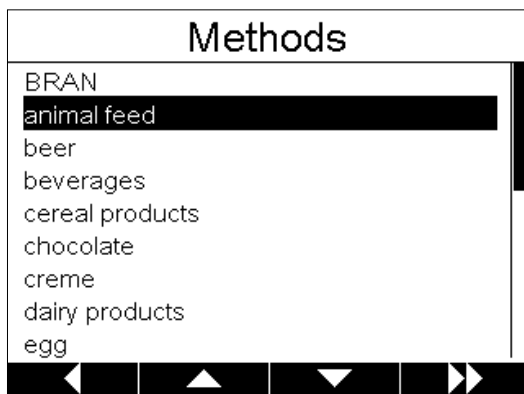 Methods
BRAN
animal feed
beer
beverages
cereal products
chocolate
creme
dairy products
egg